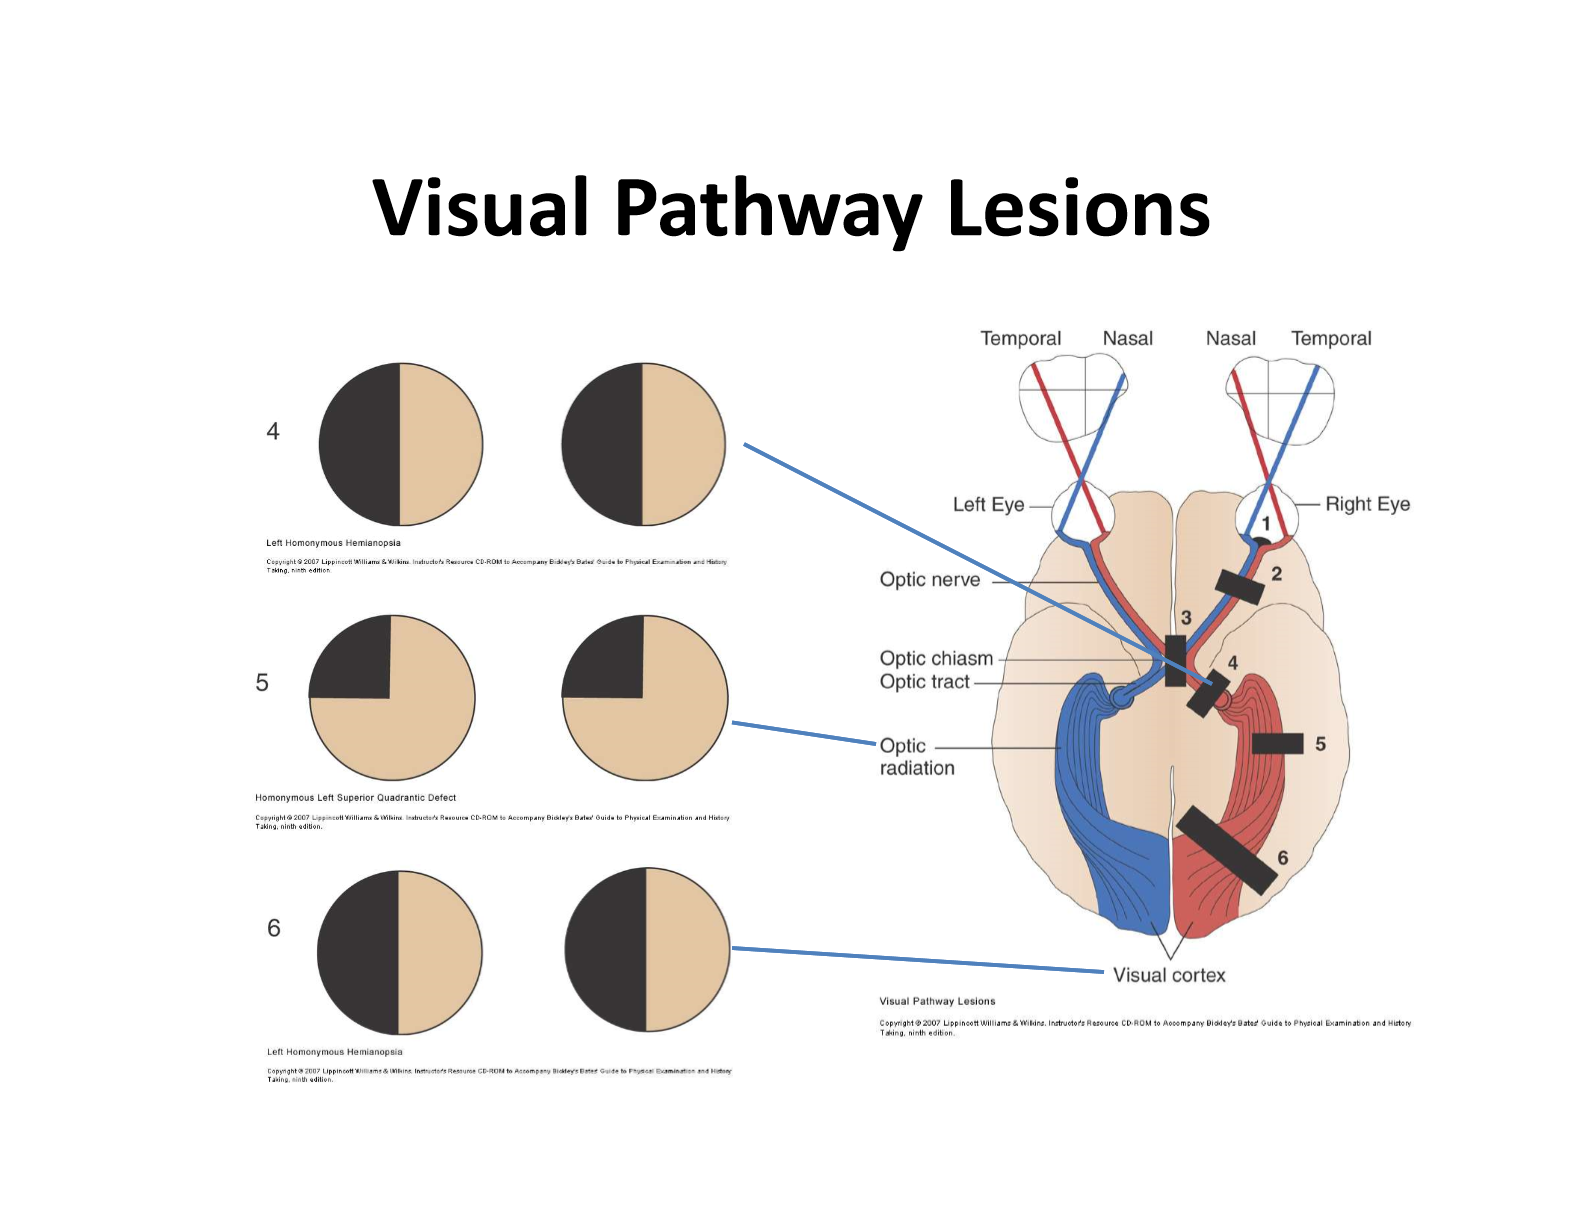 Visual Pathway Lesions
4
Left Homonymous Hemianopsia
Copyright © 2007 Lippincott Williams & Wilkins. Instructor's Resource CD-ROM to Accompany Bickley's Bates' Guide to Physical Examination and History
Taking, ninth edition.
5
Homonymous Left Superior Quadrantic Defect
Copyright © 2007 Lippincott Williams & Wilkins. Instructor's Resource CD-ROM to Accompany Bickley's Bates' Guide to Physical Examination and History
Taking, ninth edition.
6
Left Homonymous Hemianopsia
Copyright © 2007 Lippincott Williams & Wilkins. Instructor's Resource CD-ROM to Accompany Bickley's Bates' Guide to Physical Examination and History
Taking, ninth edition.
Temporal Nasal Nasal Temporal
Left Eye Right Eye
1
Optic nerve 2
3
Optic chiasm 4
Optic tract
Optic 5
radiation
6
Visual cortex
Visual Pathway Lesions
Copyright © 2007 Lippincott Williams & Wilkins. Instructor's Resource CD-ROM to Accompany Bickley's Bates' Guide to Physical Examination and History
Taking, ninth edition.